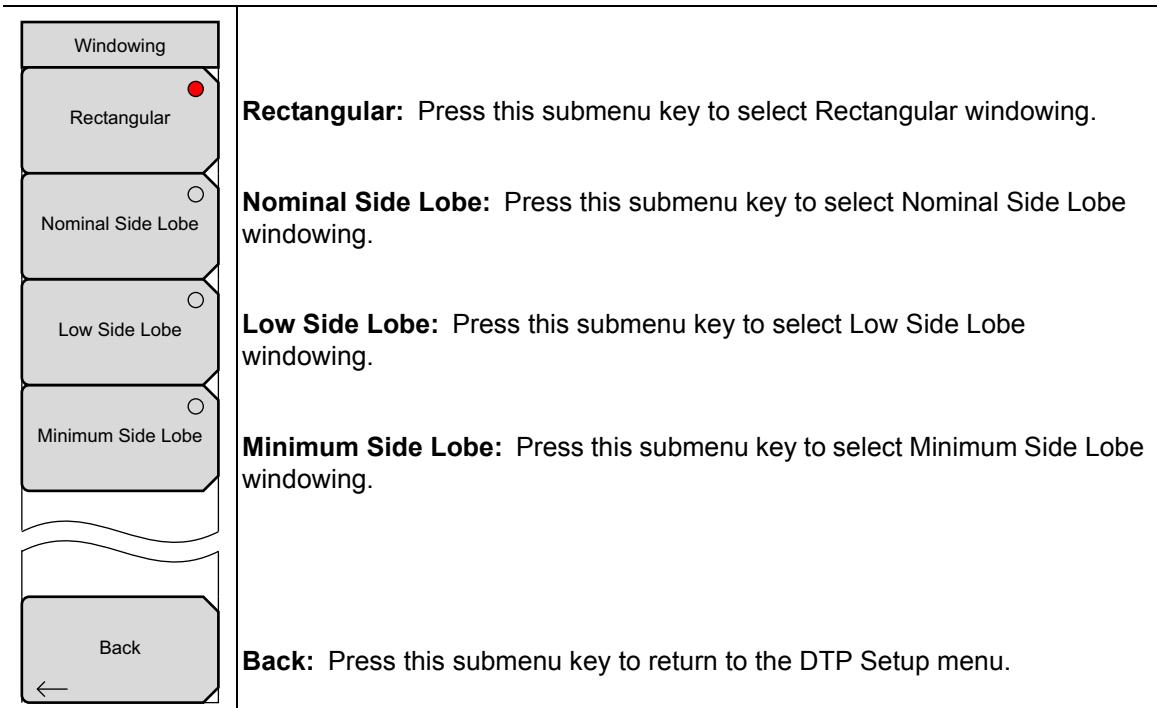 Windowing
Rectangular
Rectangular: Press this submenu key to select Rectangular windowing.
Nominal Side Lobe
Nominal Side Lobe: Press this submenu key to select Nominal Side Lobe
windowing.
Low Side Lobe
Low Side Lobe: Press this submenu key to select Low Side Lobe
windowing.
Minimum Side Lobe
Minimum Side Lobe: Press this submenu key to select Minimum Side Lobe
windowing.
Back
Back: Press this submenu key to return to the DTP Setup menu.